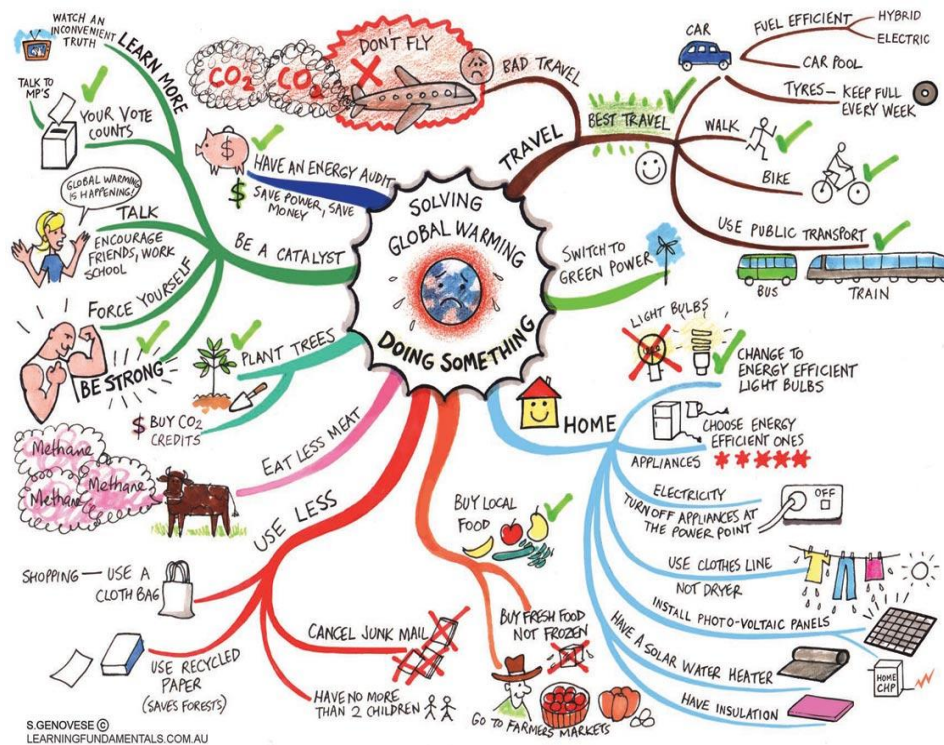 SOLVING
GLOBAL WARMING
DOING SOMETHING
WATCH AN
INCONVENIENT
TRUTH
LEARN MORE
TALK TO
MP'S
YOUR VOTE
COUNTS
GLOBAL WARMING
IS HAPPENING!
TALK
ENCOURAGE
FRIENDS, WORK
SCHOOL
FORCE YOURSELF
BE STRONG
BE A CATALYST
$
HAVE AN ENERGY AUDIT
$ SAVE POWER, SAVE
MONEY
CO2
CO2
DON'T FLY
BAD TRAVEL
TRAVEL
BEST TRAVEL
CAR
FUEL EFFICIENT
HYBRID
ELECTRIC
CAR POOL
TYRES — KEEP FULL
EVERY WEEK
WALK
BIKE
USE PUBLIC TRANSPORT
BUS
TRAIN
SWITCH TO
GREEN POWER
LIGHT BULBS
CHANGE TO
ENERGY EFFICIENT
LIGHT BULBS
HOME
CHOOSE ENERGY
EFFICIENT ONES
APPLIANCES
ELECTRICITY
TURN OFF APPLIANCES AT
THE POWER POINT
OFF
USE CLOTHES LINE
NOT DRYER
INSTALL PHOTO-VOLTAIC PANELS
HOME
CHP
HAVE A SOLAR WATER HEATER
HAVE INSULATION
PLANT TREES
$ BUY CO2
CREDITS
EAT LESS MEAT
Methane
Methane
Methane
USE LESS
SHOPPING — USE A
CLOTH BAG
USE RECYCLED
PAPER
(SAVES FORESTS)
CANCEL JUNK MAIL
HAVE NO MORE
THAN 2 CHILDREN
BUY LOCAL
FOOD
BUY FRESH FOOD
NOT FROZEN
GO TO FARMERS MARKETS
S.GENOVESE ©
LEARNINGFUNDAMENTALS.COM.AU